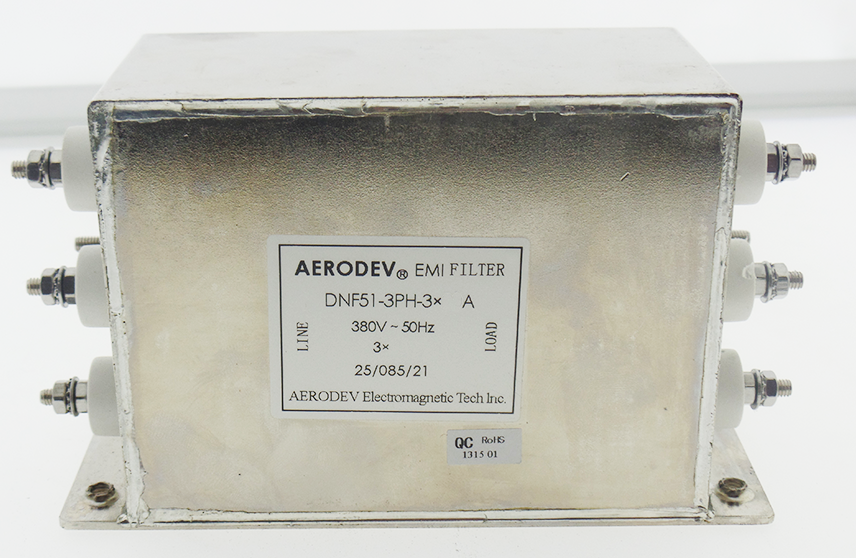 AERODEV® EMI FILTER
DNF51-3PH-3× A
LINE
380V ~ 50Hz
LOAD
3×
25/085/21
AERODEV Electromagnetic Tech Inc.
QC RoHS
1315 01